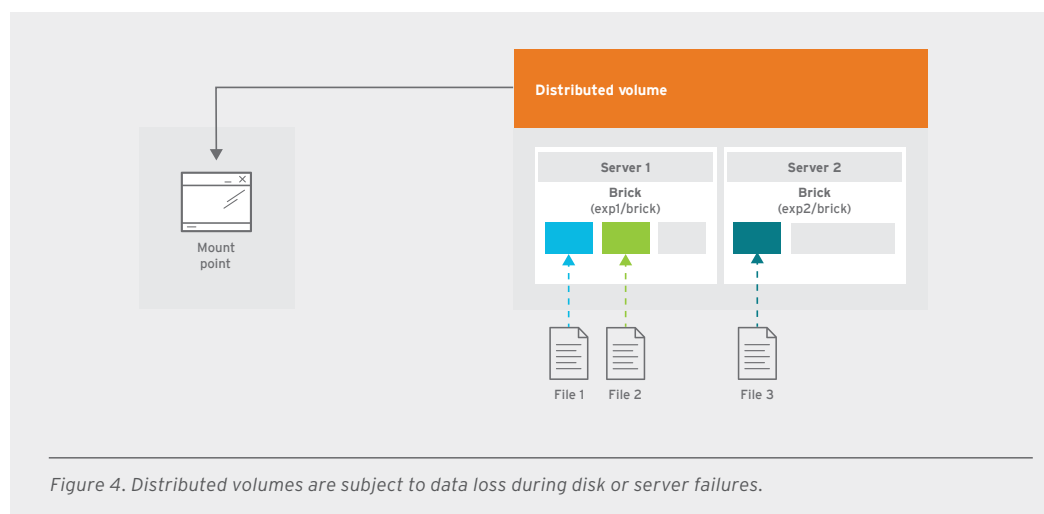 Distributed volume
Server 1
Brick
(exp1/brick)
Server 2
Brick
(exp2/brick)
Mount
point
File 1
File 2
File 3
Figure 4. Distributed volumes are subject to data loss during disk or server failures.